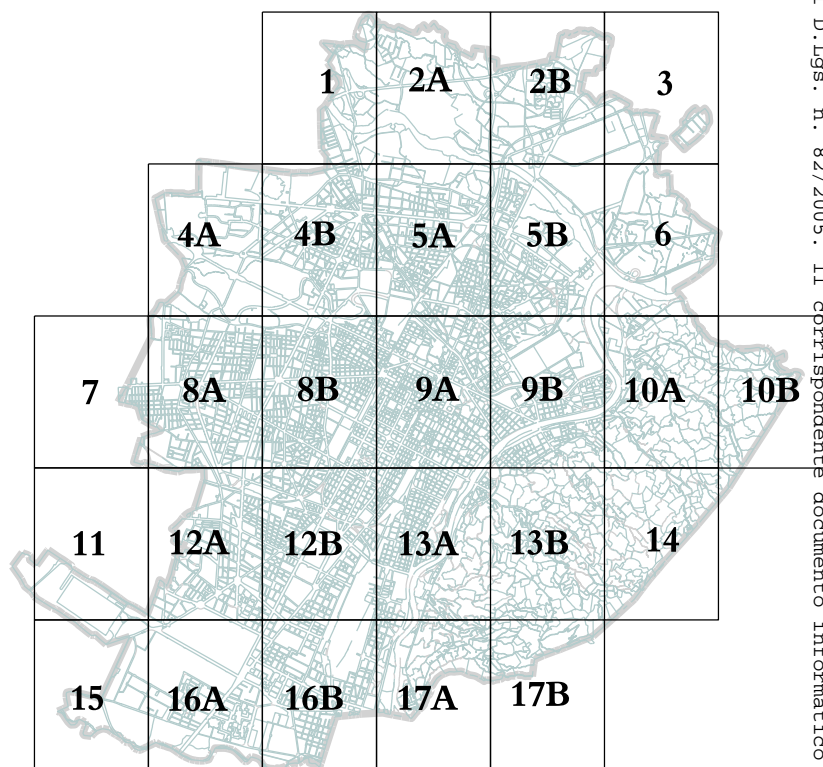 1 2A 2B 3
4A 4B 5A 5B 6
7 8A 8B 9A 9B 10A 10B
11 12A 12B 13A 13B 14
15 16A 16B 17A 17B
D.Lgs. n. 82/2005. Il corrispondente documento informatico